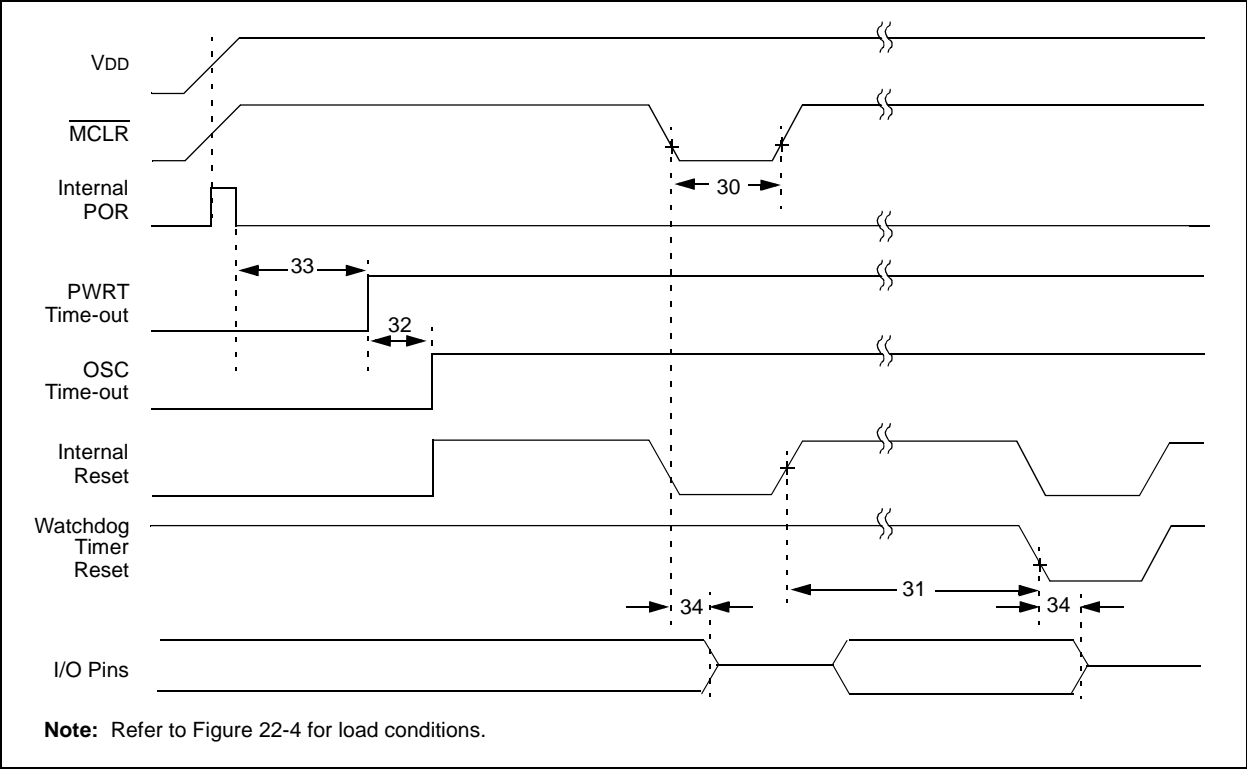 VDD
MCLR
Internal
POR
30
33
PWRT
Time-out
32
OSC
Time-out
Internal
Reset
Watchdog
Timer
Reset
31
34
34
I/O Pins
Note: Refer to Figure 22-4 for load conditions.